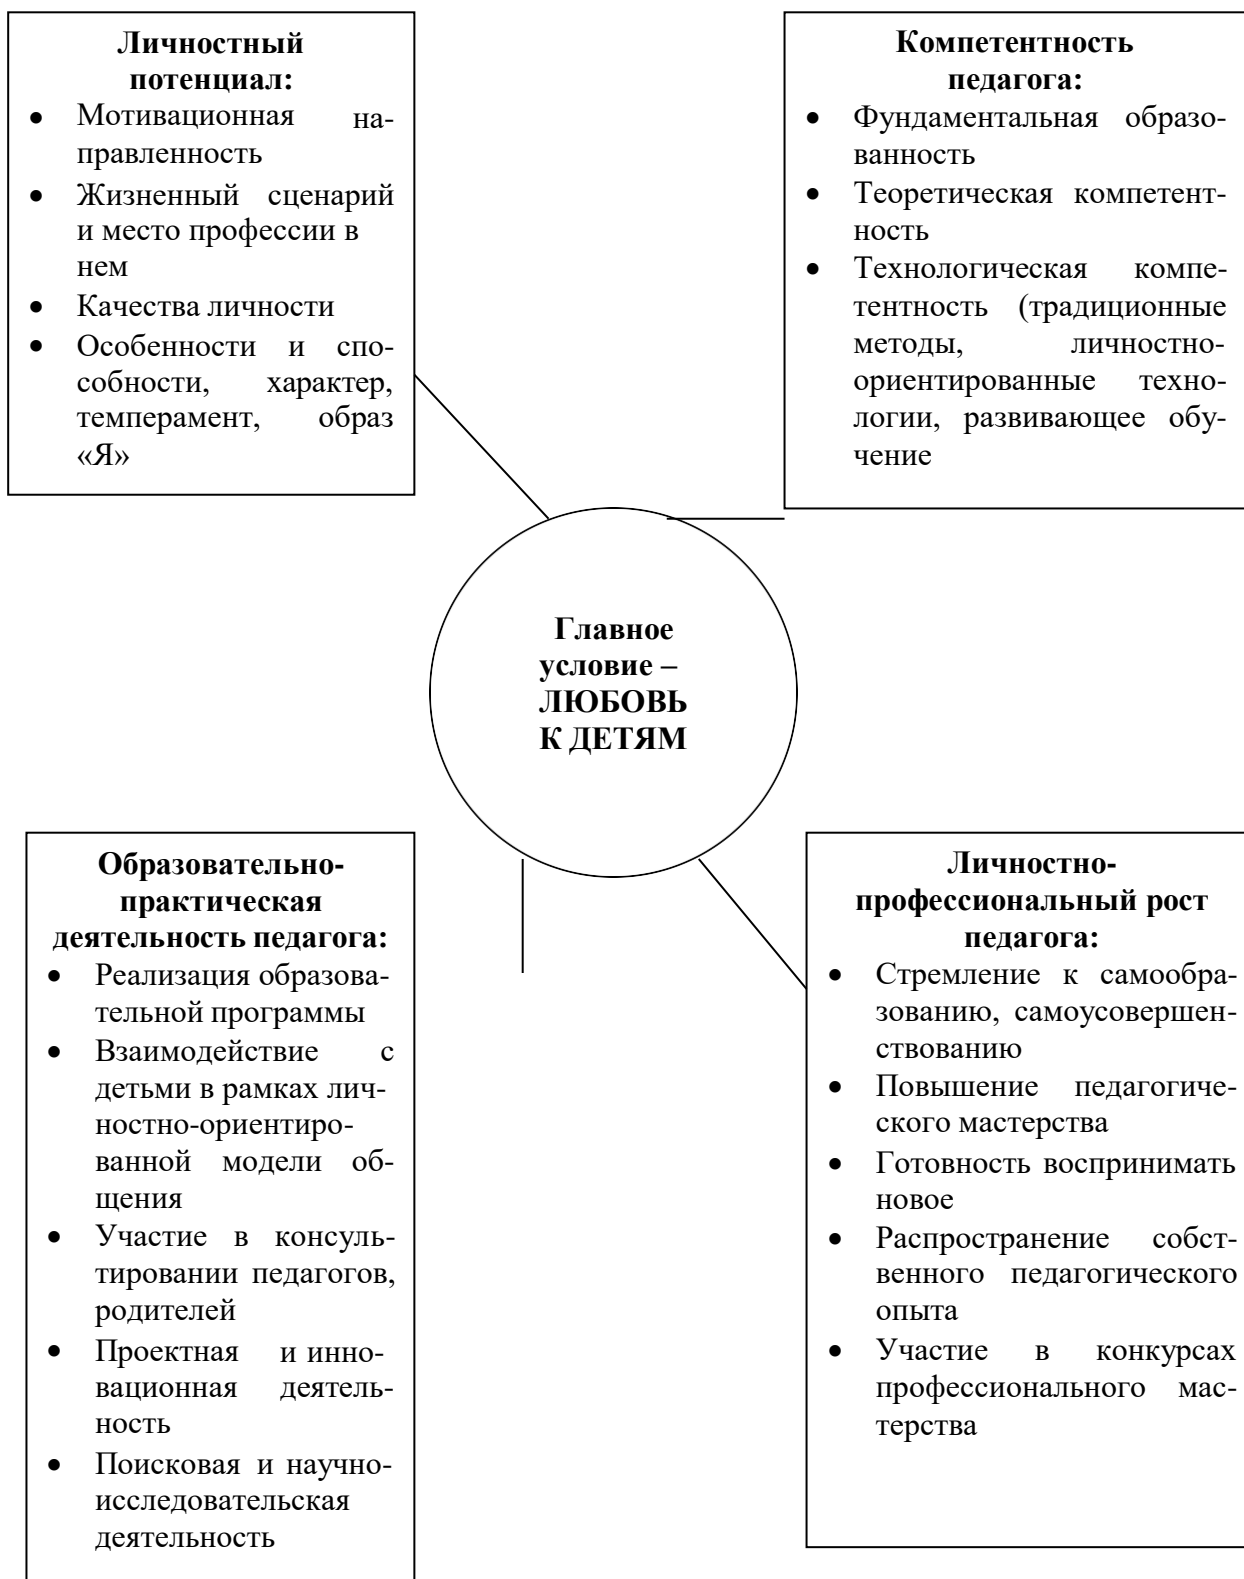 Личностный
потенциал:
• Мотивационная на-
правленность
• Жизненный сценарий
и место профессии в
нем
• Качества личности
• Особенности и спо-
собности, характер,
темперамент, образ
«Я»
Компетентность
педагога:
• Фундаментальная образо-
ванность
• Теоретическая компетент-
ность
• Технологическая компе-
тентность (традиционные
методы, личностно-
ориентированные техно-
логии, развивающее обу-
чение
Главное
условие –
ЛЮБОВЬ
К ДЕТЯМ
Образовательно-
практическая
деятельность педагога:
• Реализация образова-
тельной программы
• Взаимодействие с
детьми в рамках лич-
ностно-ориентиро-
ванной модели об-
щения
• Участие в консуль-
тировании педагогов,
родителей
• Проектная и инно-
вационная деятель-
ность
• Поисковая и научно-
исследовательская
деятельность
Личностно-
профессиональный рост
педагога:
• Стремление к самообра-
зованию, самоусовершен-
ствованию
• Повышение педагогиче-
ского мастерства
• Готовность воспринимать
новое
• Распространение собст-
венного педагогического
опыта
• Участие в конкурсах
профессионального мас-
терства